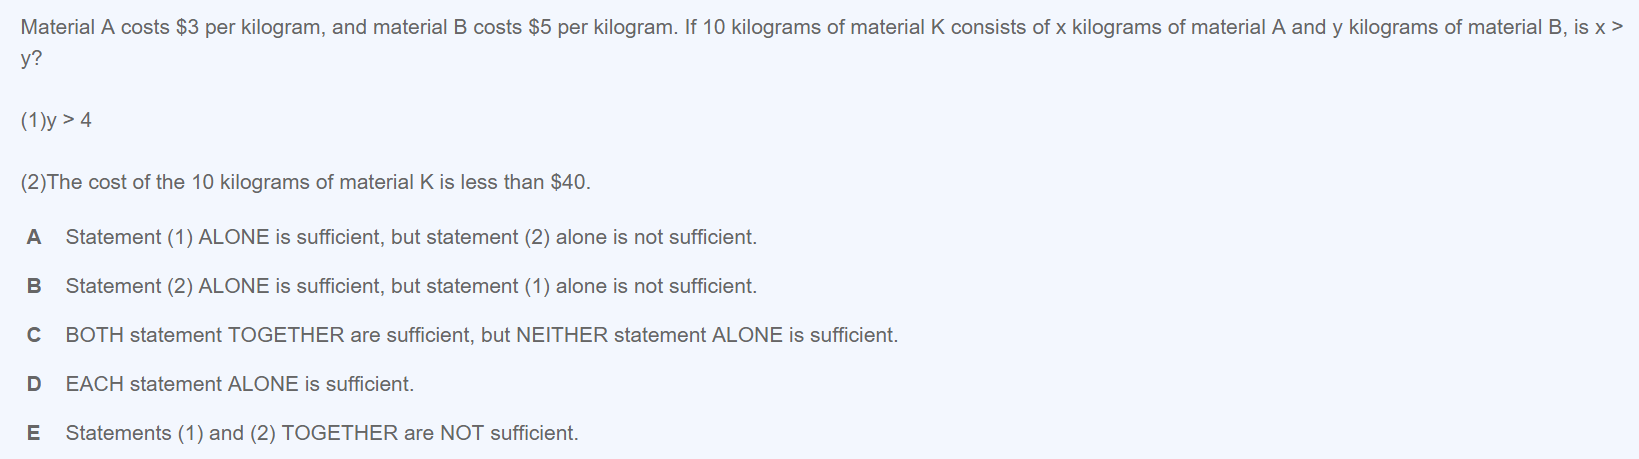 Material A costs $3 per kilogram, and material B costs $5 per kilogram. If 10 kilograms of material K consists of x kilograms of material A and y kilograms of material B, is x >
y?
(1)y > 4
(2)The cost of the 10 kilograms of material K is less than $40.
A Statement (1) ALONE is sufficient, but statement (2) alone is not sufficient.
B Statement (2) ALONE is sufficient, but statement (1) alone is not sufficient.
C BOTH statement TOGETHER are sufficient, but NEITHER statement ALONE is sufficient.
D EACH statement ALONE is sufficient.
E Statements (1) and (2) TOGETHER are NOT sufficient.